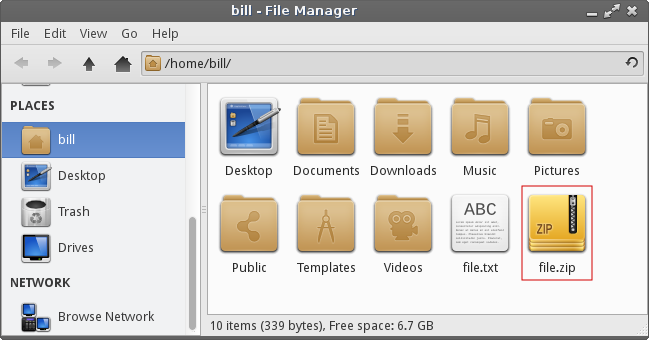 bill - File Manager
File Edit View Go Help
/home/bill/
PLACES
bill
Desktop
Trash
Drives
NETWORK
Browse Network
Desktop Documents Downloads Music Pictures
ABC
ZIP
Public Templates Videos file.txt file.zip
10 items (339 bytes), Free space: 6.7 GB